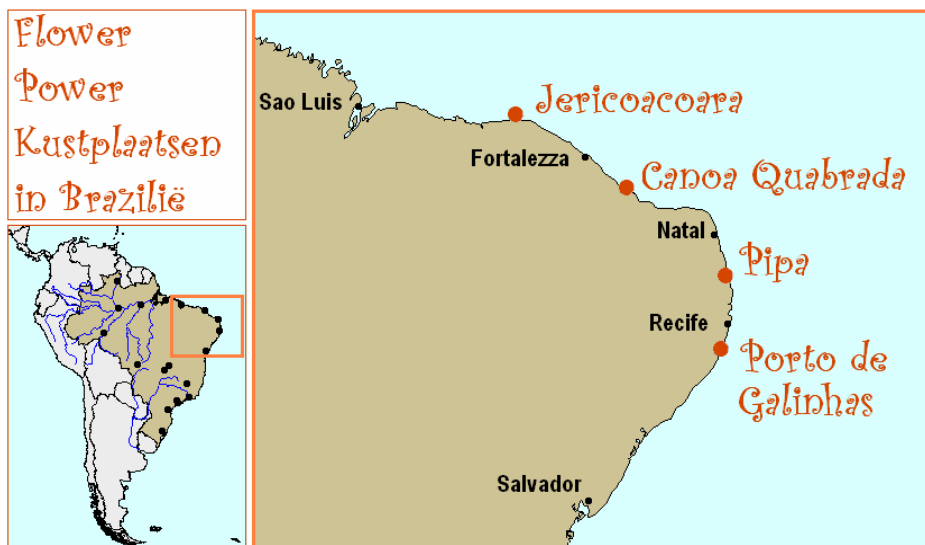 Flower
Power
Kustplaatsen
in Brazilië
Sao Luis
Jericoacoara
Fortalezza
Canoa Quabrada
Natal
Pipa
Recife
Porto de
Galinhas
Salvador